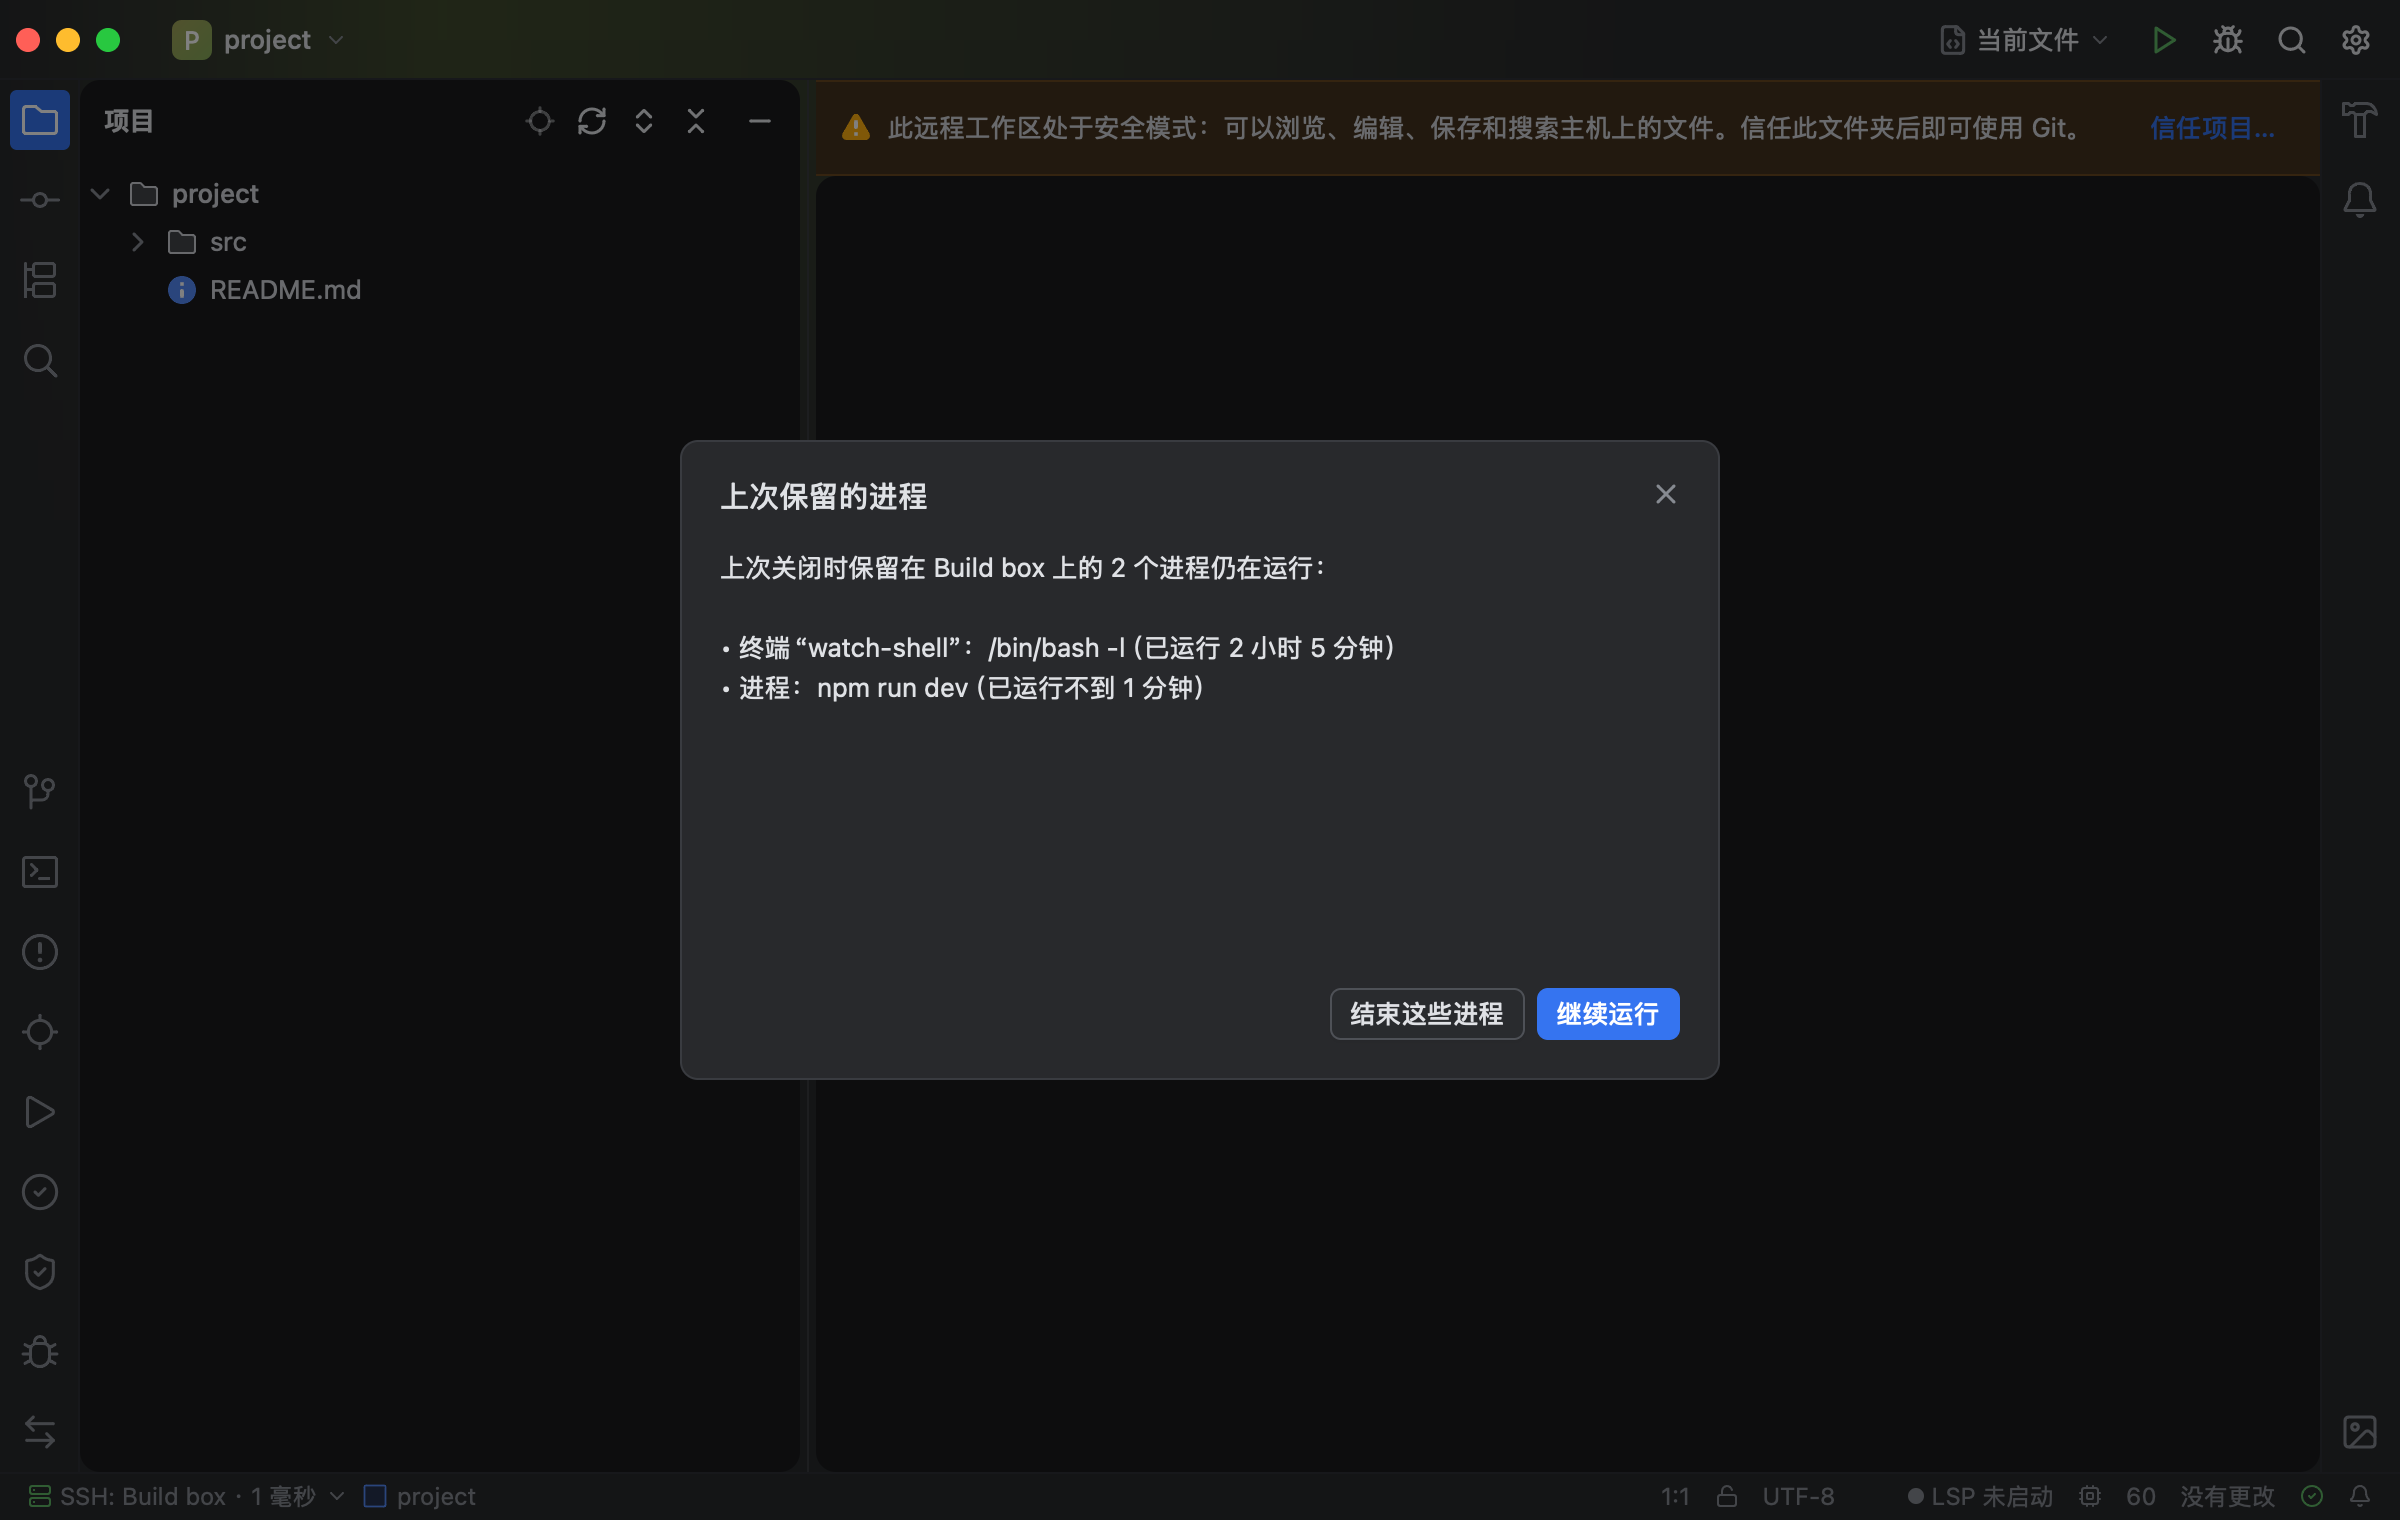 P project
当前文件
项目
此远程工作区处于安全模式：可以浏览、编辑、保存和搜索主机上的文件。信任此文件夹后即可使用 Git。 信任项目...
project
src
README.md
上次保留的进程
上次关闭时保留在 Build box 上的 2 个进程仍在运行：
• 终端 “watch-shell”： /bin/bash -l (已运行 2 小时 5 分钟)
• 进程： npm run dev (已运行不到 1 分钟)
结束这些进程 继续运行
SSH: Build box · 1 毫秒 project 1:1 UTF-8 LSP 未启动 60 没有更改